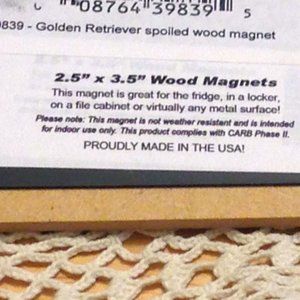 08764 39839 5
9839 - Golden Retriever spoiled wood magnet
2.5" x 3.5" Wood Magnets
This magnet is great for the fridge, in a locker,
on a file cabinet or virtually any metal surface!
Please note: This magnet is not weather resistant and is intended
for indoor use only. This product complies with CARB Phase II.
PROUDLY MADE IN THE USA!